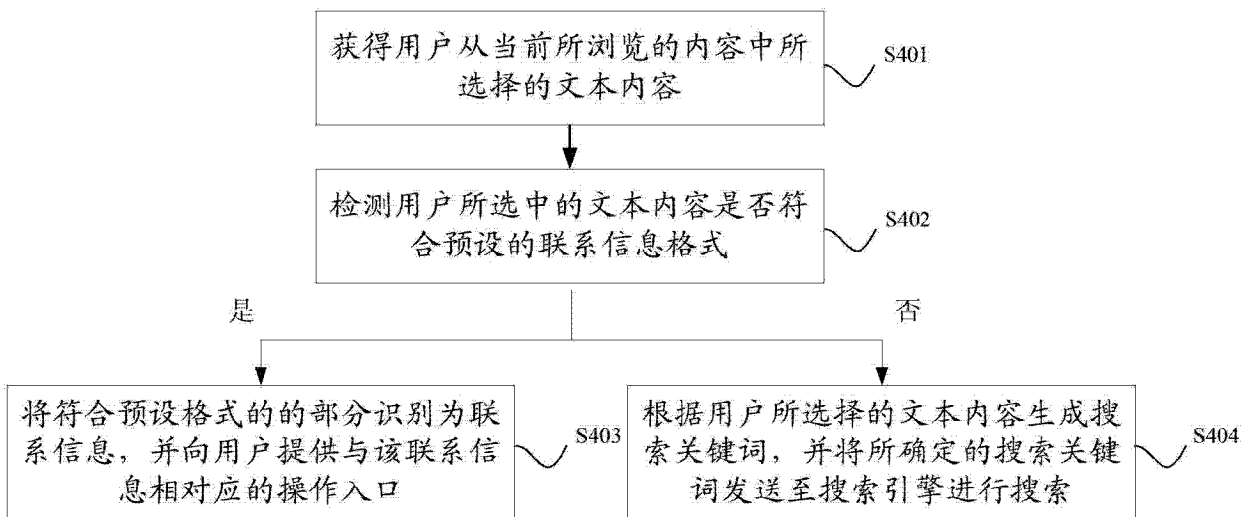 获得用户从当前所浏览的内容中所
选择的文本内容
S401
检测用户所选中的文本内容是否符
合预设的联系信息格式
S402
是
否
将符合预设格式的的部分识别为联
系信息，并向用户提供与该联系信
息相对应的操作入口
S403
根据用户所选择的文本内容生成搜
索关键词，并将所确定的搜索关键
词发送至搜索引擎进行搜索
S404